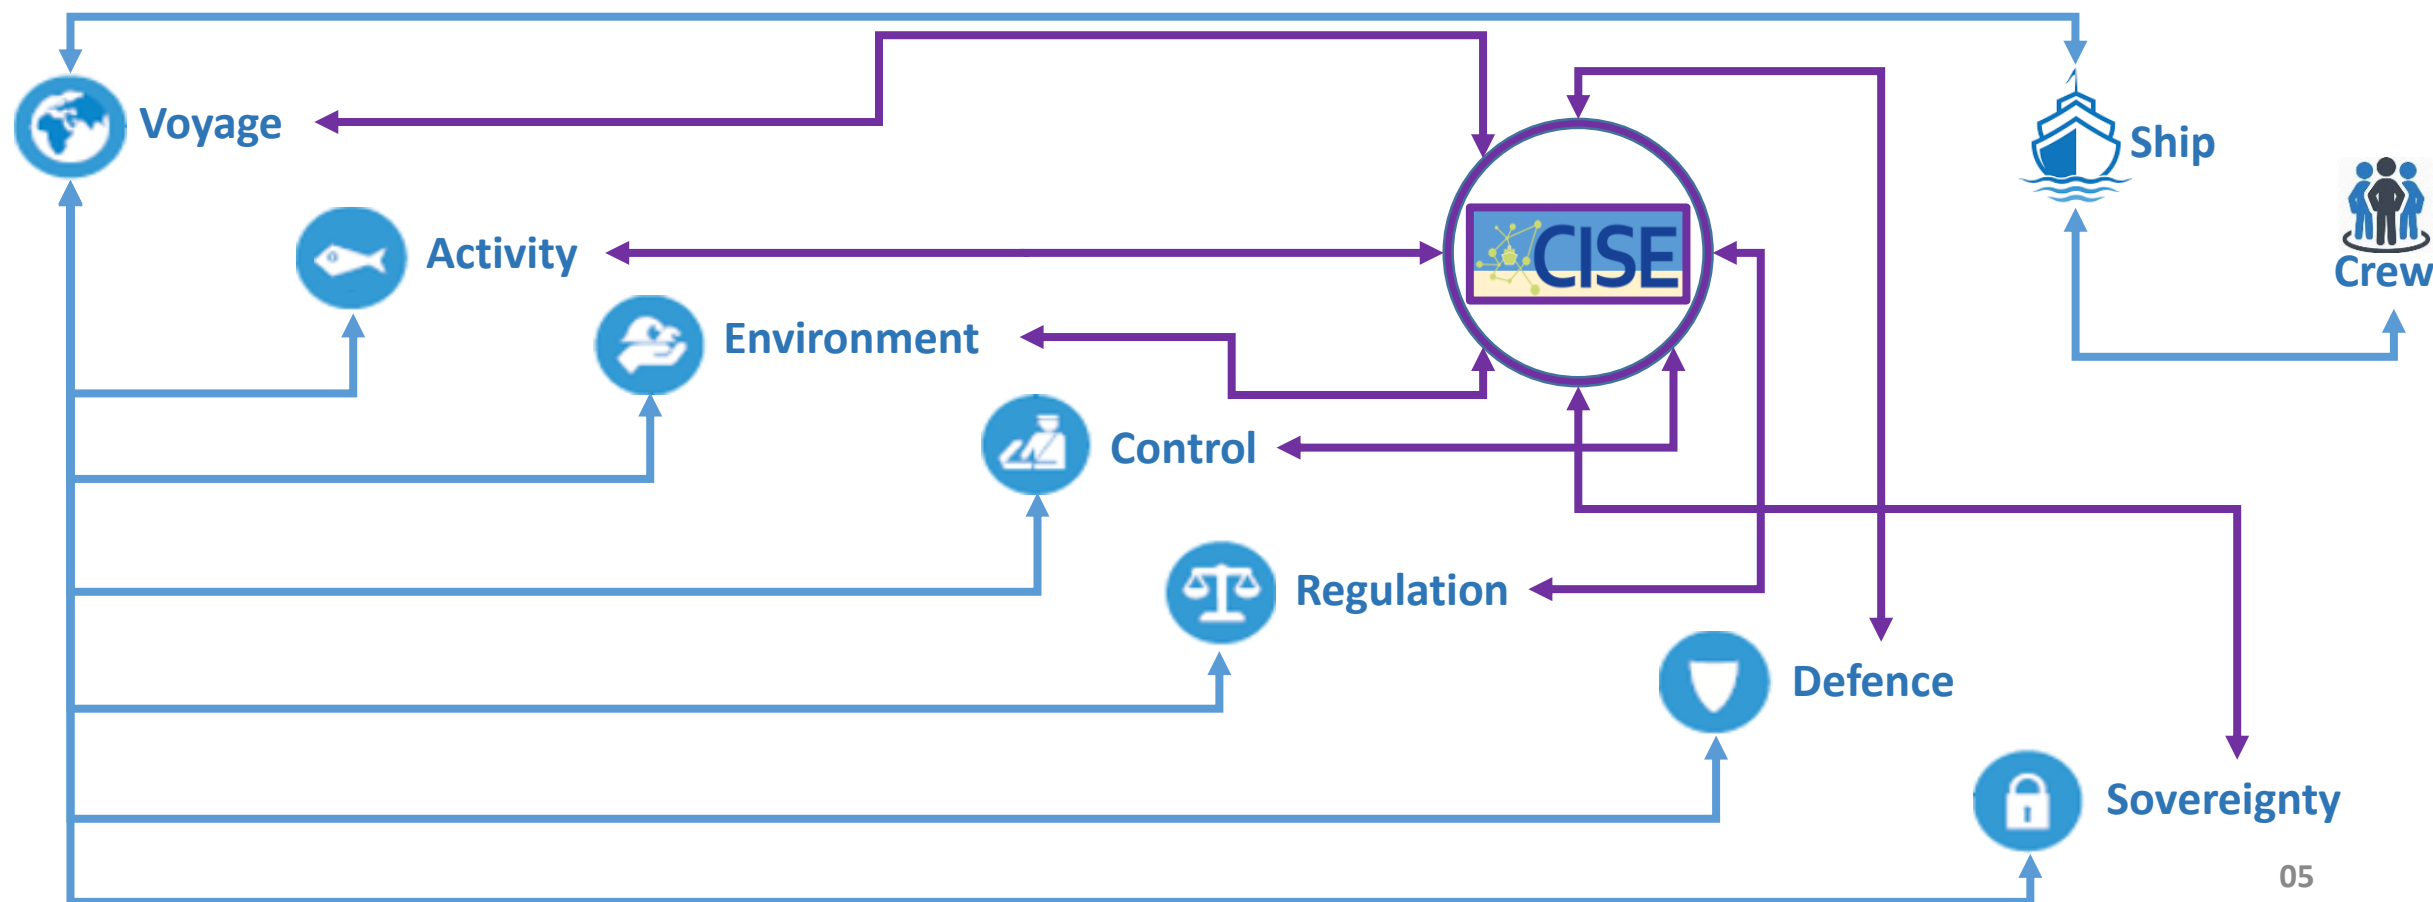 Voyage
Ship
Activity
CISE
Crew
Environment
Control
Regulation
Defence
Sovereignty
05